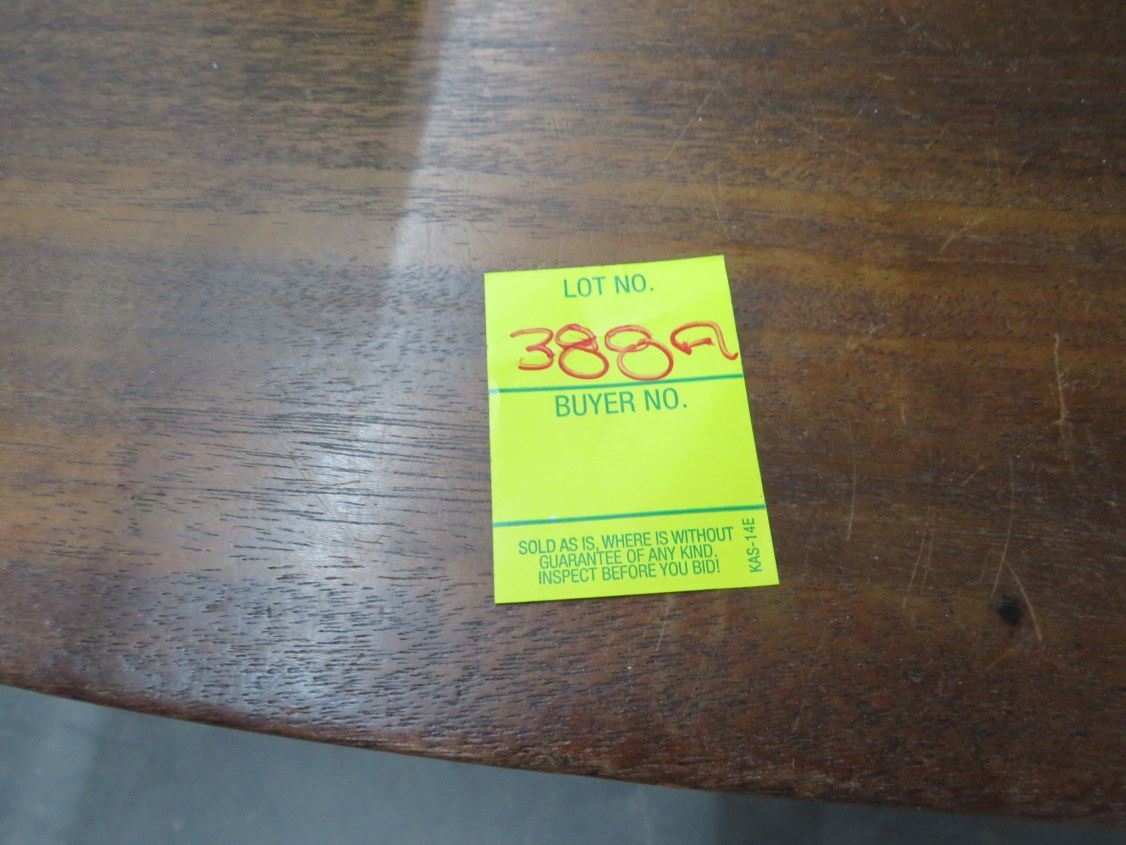 LOT NO.
388A
BUYER NO.
SOLD AS IS, WHERE IS WITHOUT
GUARANTEE OF ANY KIND.
INSPECT BEFORE YOU BID!
KAS-14E